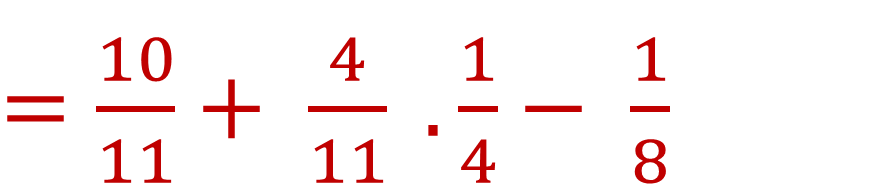 = 10/11 + 4/11 . 1/4 − 1/8